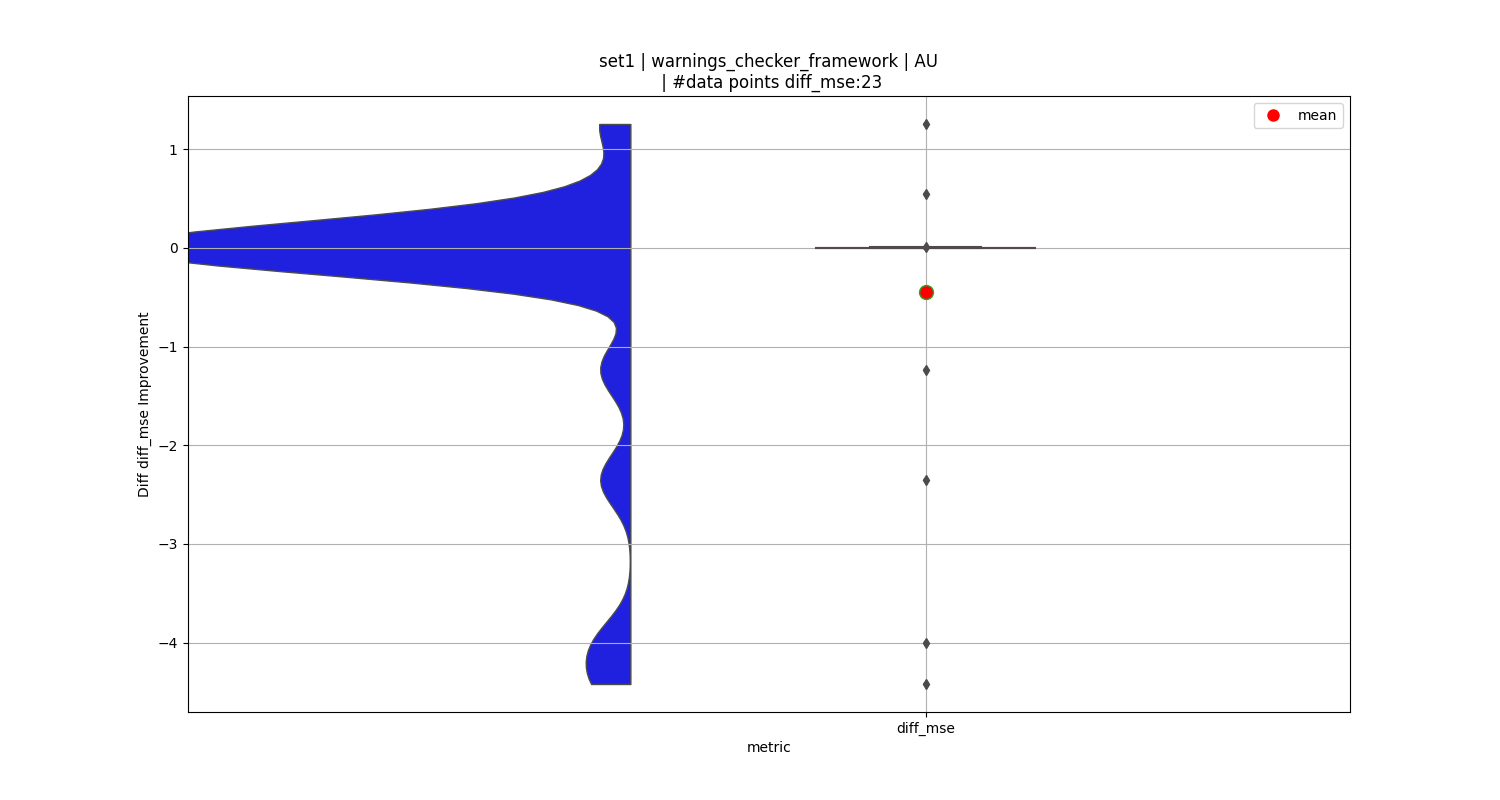 set1 | warnings_checker_framework | AU
| #data points diff_mse:23
mean
1
0
−1
−2
−3
−4
Diff diff_mse Improvement
diff_mse
metric